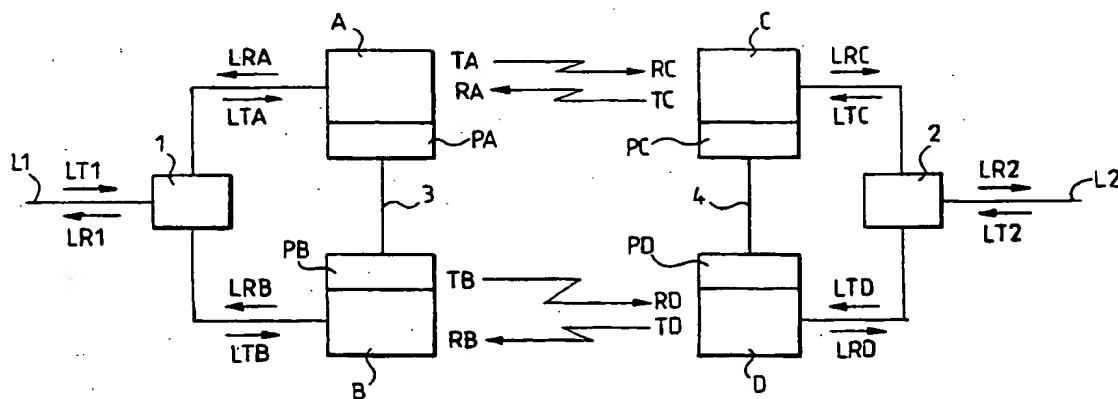 A
C
LRA
TA
RC
LRC
LTA
RA
TC
LTC
PA
PC
1
2
L1
LT1
LR1
3
4
LR2
L2
LT2
PB
PD
LRB
TB
RD
LTD
LTB
RB
TD
LRD
B
D